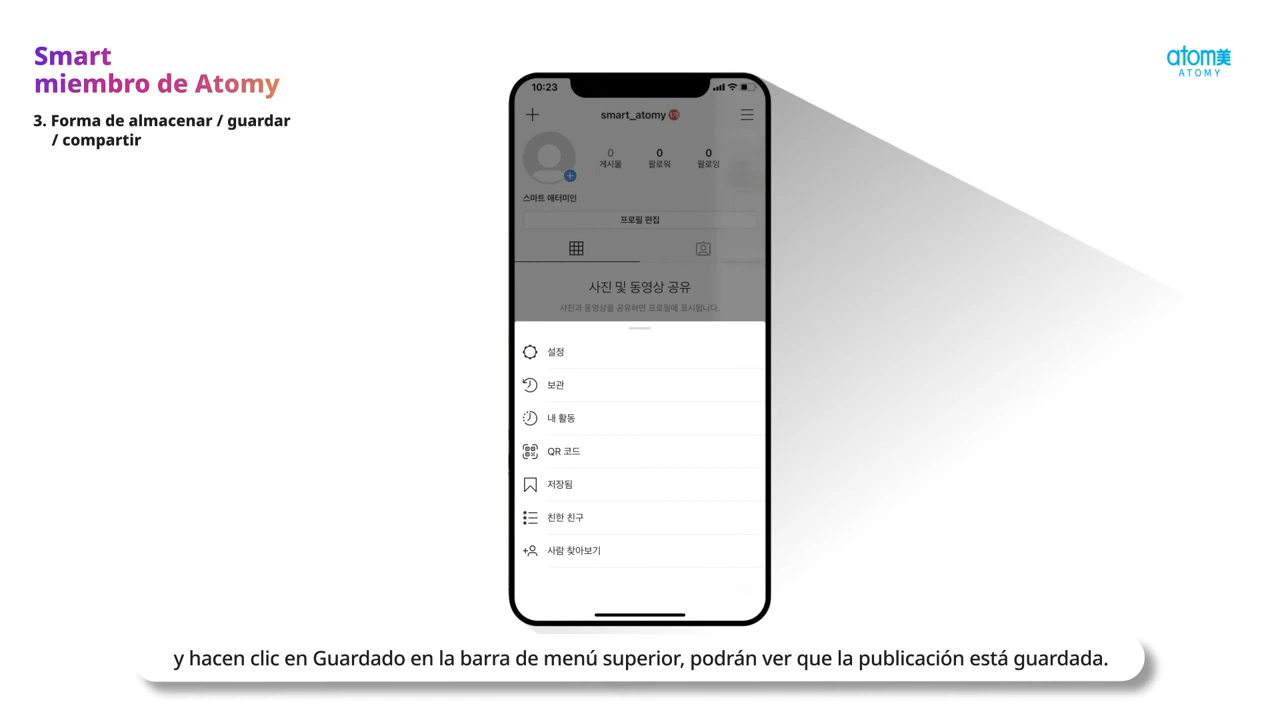 Smart
miembro de Atomy
3. Forma de almacenar / guardar
/ compartir
atom美
ATOMY
10:23
smart_atomy
0
0
0
게시물
팔로워
팔로잉
스마트 애터미인
프로필 편집
사진 및 동영상 공유
사진과 동영상을 공유하면 프로필에 표시됩니다.
설정
보관
내 활동
QR 코드
저장됨
친한 친구
사람 찾아보기
y hacen clic en Guardado en la barra de menú superior, podrán ver que la publicación está guardada.